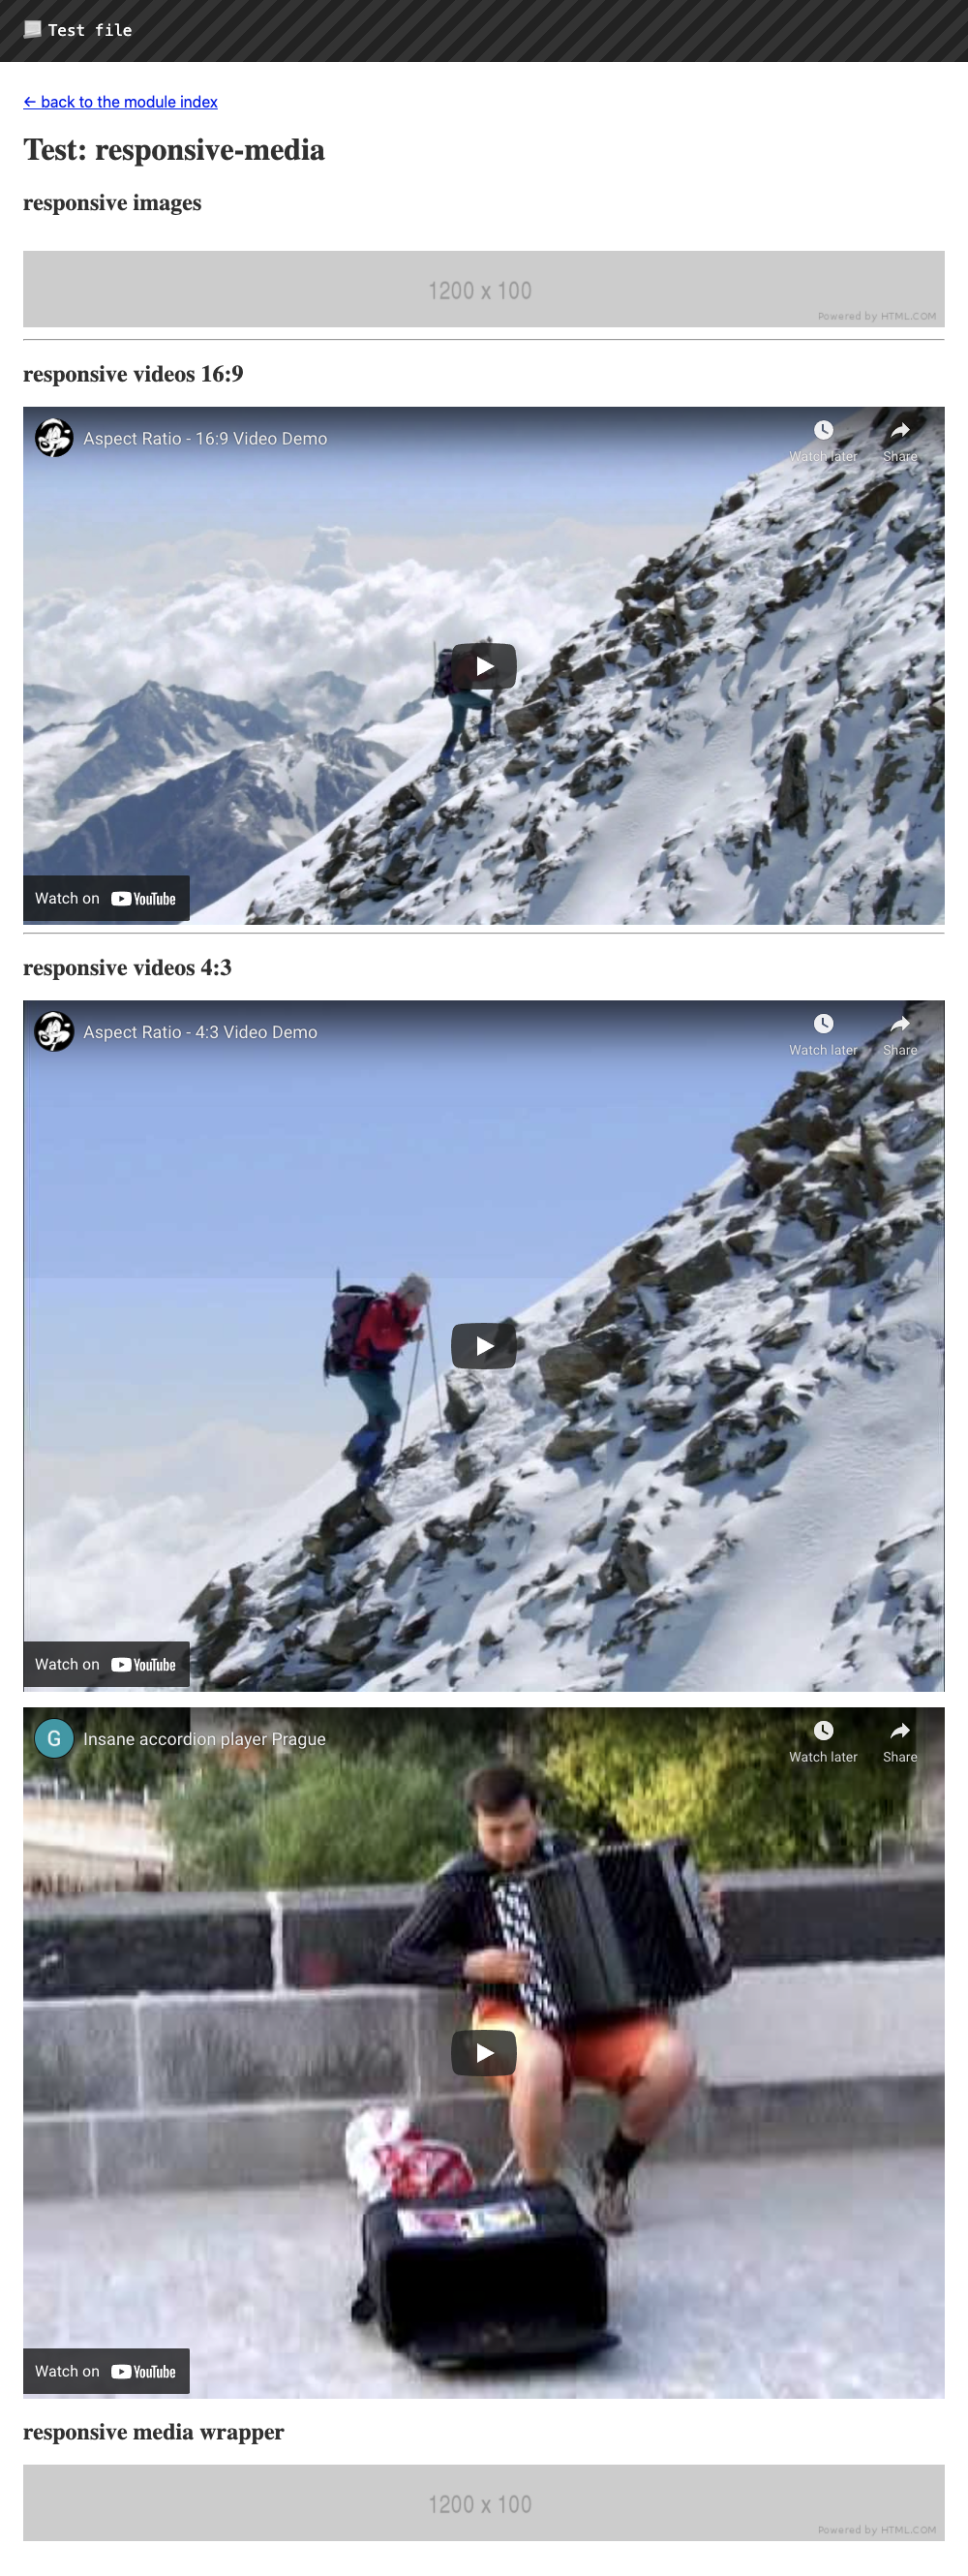 Test file
← back to the module index
Test: responsive-media
responsive images
1200 x 100
Powered by HTML.COM
responsive videos 16:9
Aspect Ratio - 16:9 Video Demo
Watch later
Share
Watch on YouTube
responsive videos 4:3
Aspect Ratio - 4:3 Video Demo
Watch later
Share
Watch on YouTube
G
Insane accordion player Prague
Watch later
Share
Watch on YouTube
responsive media wrapper
1200 x 100
Powered by HTML.COM